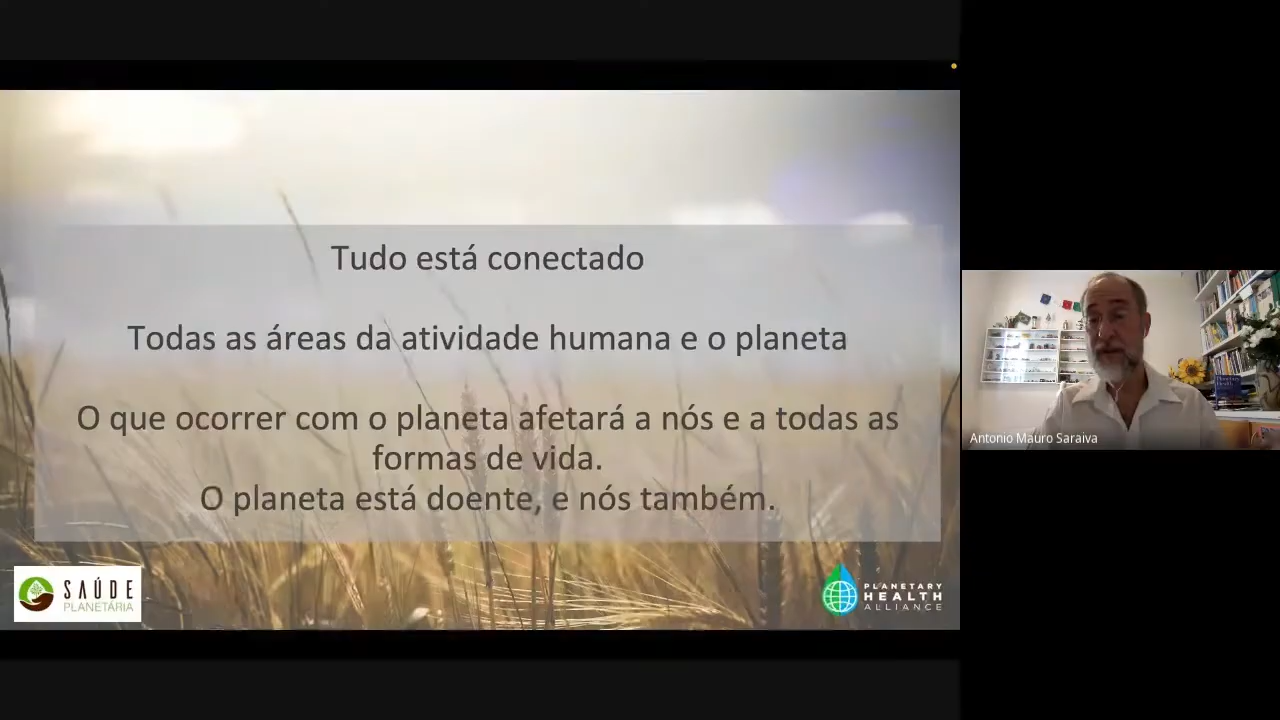 Tudo está conectado
Todas as áreas da atividade humana e o planeta
O que ocorrer com o planeta afetará a nós e a todas as
formas de vida.
O planeta está doente, e nós também.
SAÚDE
PLANETÁRIA
PLANETARY
HEALTH
ALLIANCE
Antonio Mauro Saraiva